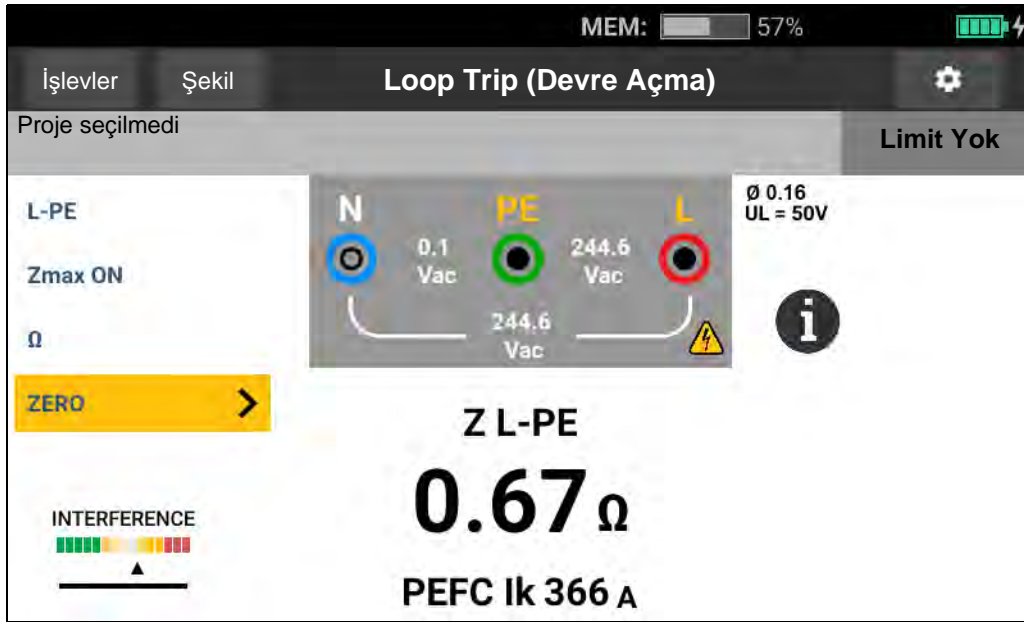 MEM: 57%
İşlevler Şekil Loop Trip (Devre Açma)
Proje seçilmedi
Limit Yok
L-PE
Zmax ON
Ω
ZERO
INTERFERENCE
N PE L
0.1 Vac
244.6 Vac
244.6 Vac
Ø 0.16
UL = 50V
i
Z L-PE
0.67 Ω
PEFC Ik 366 A